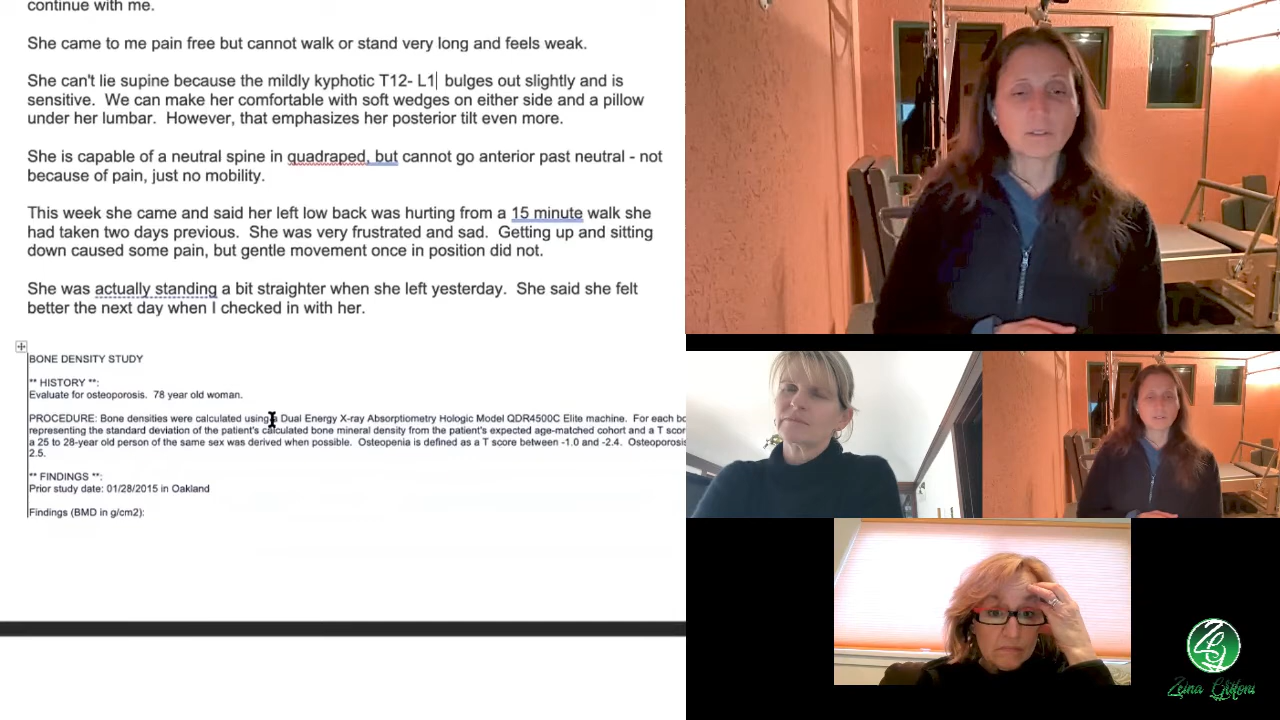 continue with me.
She came to me pain free but cannot walk or stand very long and feels weak.
She can't lie supine because the mildly kyphotic T12- L1 bulges out slightly and is
sensitive. We can make her comfortable with soft wedges on either side and a pillow
under her lumbar. However, that emphasizes her posterior tilt even more.
She is capable of a neutral spine in quadraped, but cannot go anterior past neutral - not
because of pain, just no mobility.
This week she came and said her left low back was hurting from a 15 minute walk she
had taken two days previous. She was very frustrated and sad. Getting up and sitting
down caused some pain, but gentle movement once in position did not.
She was actually standing a bit straighter when she left yesterday. She said she felt
better the next day when I checked in with her.
BONE DENSITY STUDY
** HISTORY **:
Evaluate for osteoporosis. 78 year old woman.
PROCEDURE: Bone densities were calculated using a Dual Energy X-ray Absorptiometry Hologic Model QDR4500C Elite machine. For each bo
representing the standard deviation of the patient's calculated bone mineral density from the patient's expected age-matched cohort and a T scor
a 25 to 28-year old person of the same sex was derived when possible. Osteopenia is defined as a T score between -1.0 and -2.4. Osteoporosis
2.5.
** FINDINGS **:
Prior study date: 01/28/2015 in Oakland
Findings (BMD in g/cm2):
Zeina Grifoni